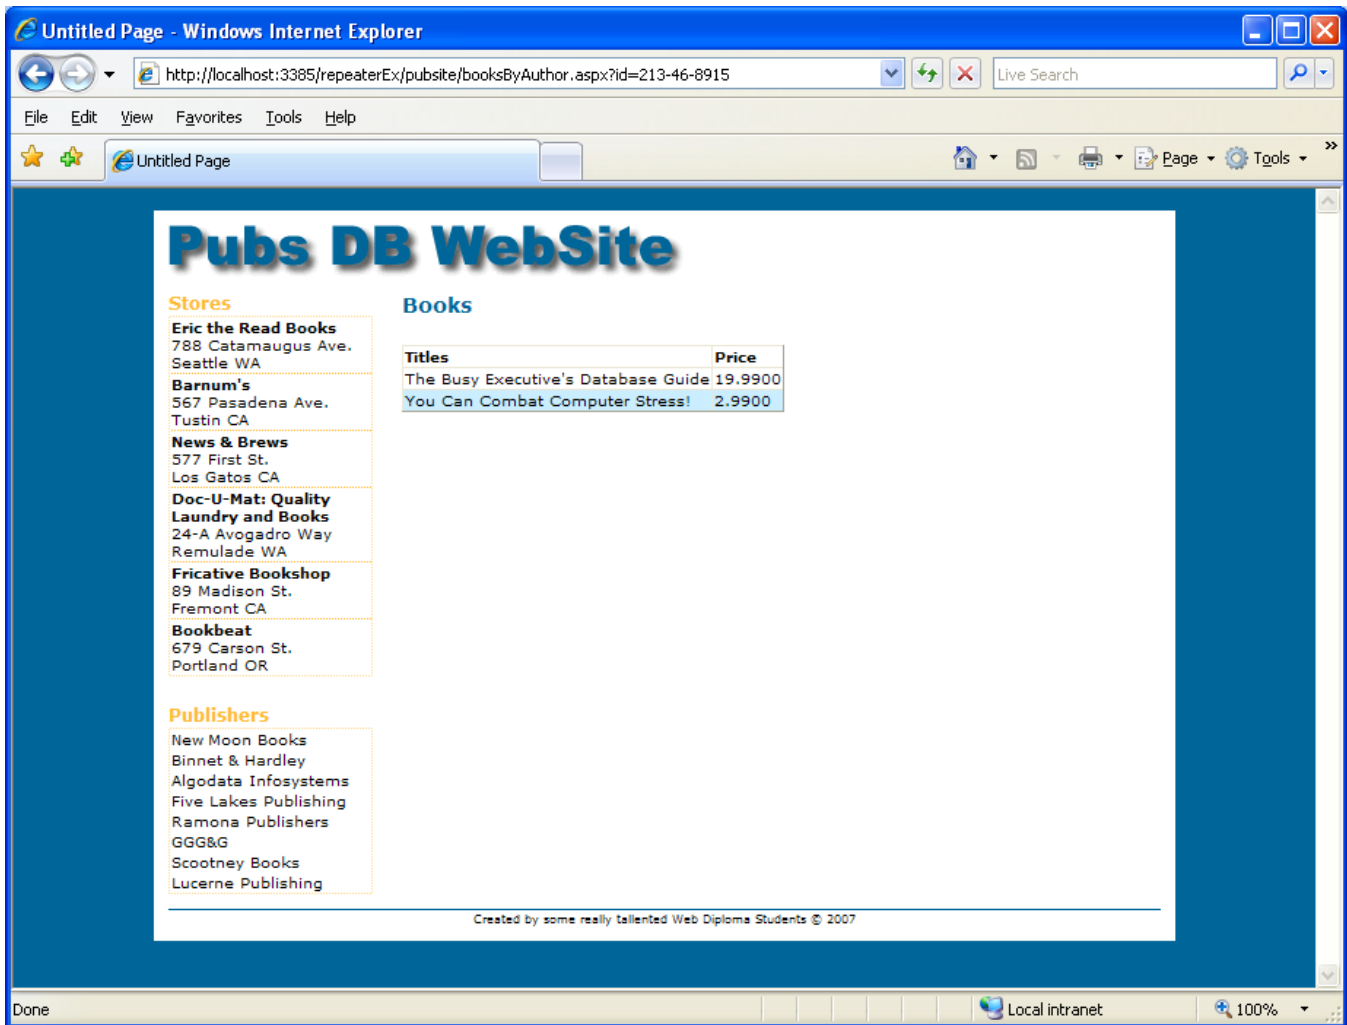 Untitled Page - Windows Internet Explorer
http://localhost:3385/repeaterEx/pubsite/booksByAuthor.aspx?id=213-46-8915
Live Search
File Edit View Favorites Tools Help
Untitled Page
Page Tools »
Pubs DB WebSite
Stores
Eric the Read Books
788 Catamaugus Ave.
Seattle WA
Barnum's
567 Pasadena Ave.
Tustin CA
News & Brews
577 First St.
Los Gatos CA
Doc-U-Mat: Quality
Laundry and Books
24-A Avogadro Way
Remulade WA
Fricative Bookshop
89 Madison St.
Fremont CA
Bookbeat
679 Carson St.
Portland OR
Publishers
New Moon Books
Binnet & Hardley
Algodata Infosystems
Five Lakes Publishing
Ramona Publishers
GGG&G
Scootney Books
Lucerne Publishing
Books
Titles Price
The Busy Executive's Database Guide 19.9900
You Can Combat Computer Stress! 2.9900
Created by some really tallented Web Diploma Students © 2007
Done Local intranet 100%